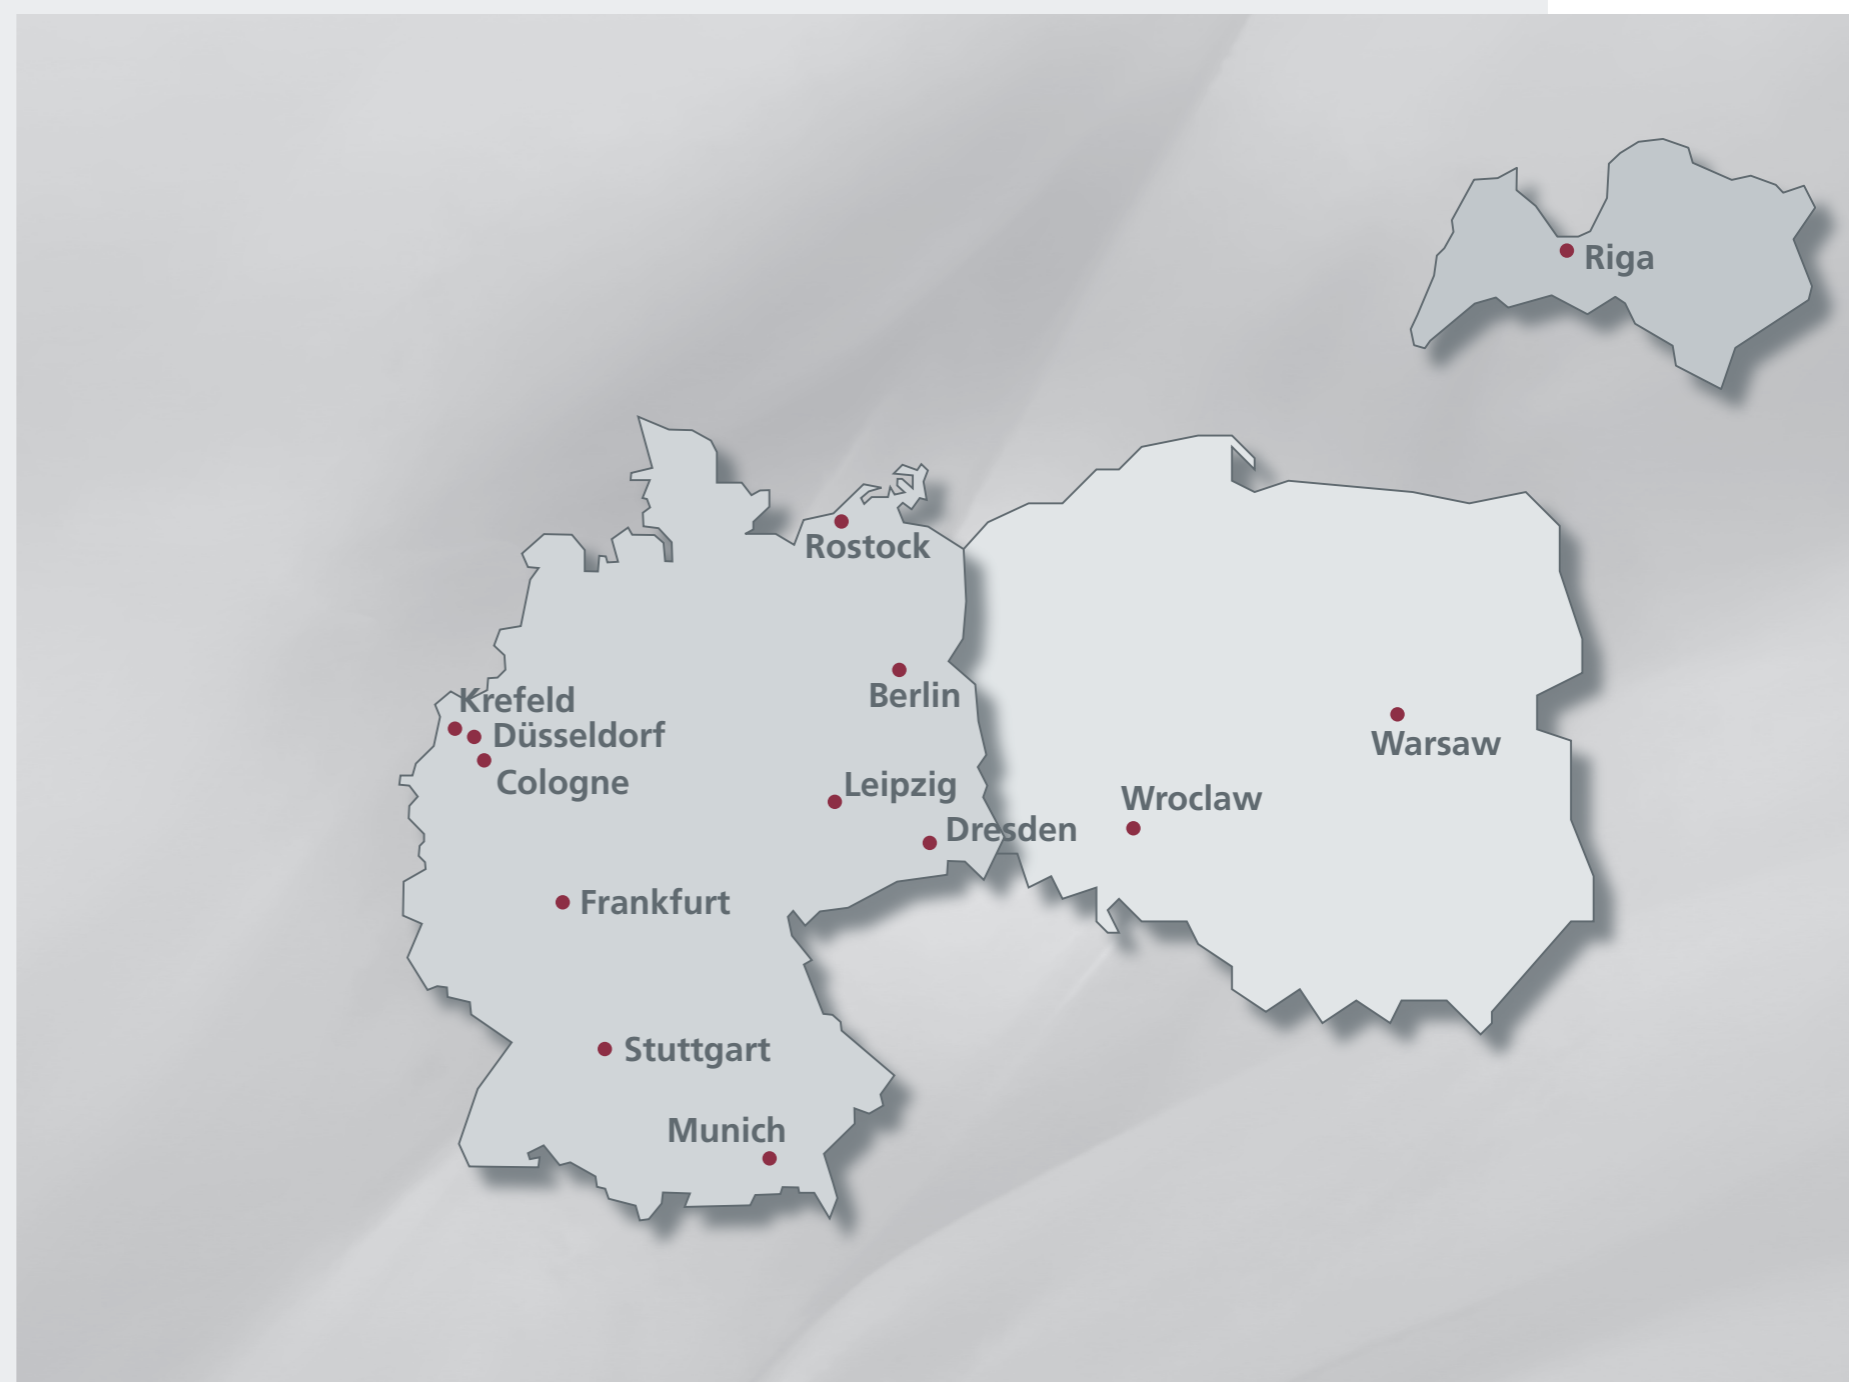 Riga
Rostock
Berlin
Krefeld
Düsseldorf
Warsaw
Cologne
Leipzig
Wroclaw
Dresden
Frankfurt
Stuttgart
Munich